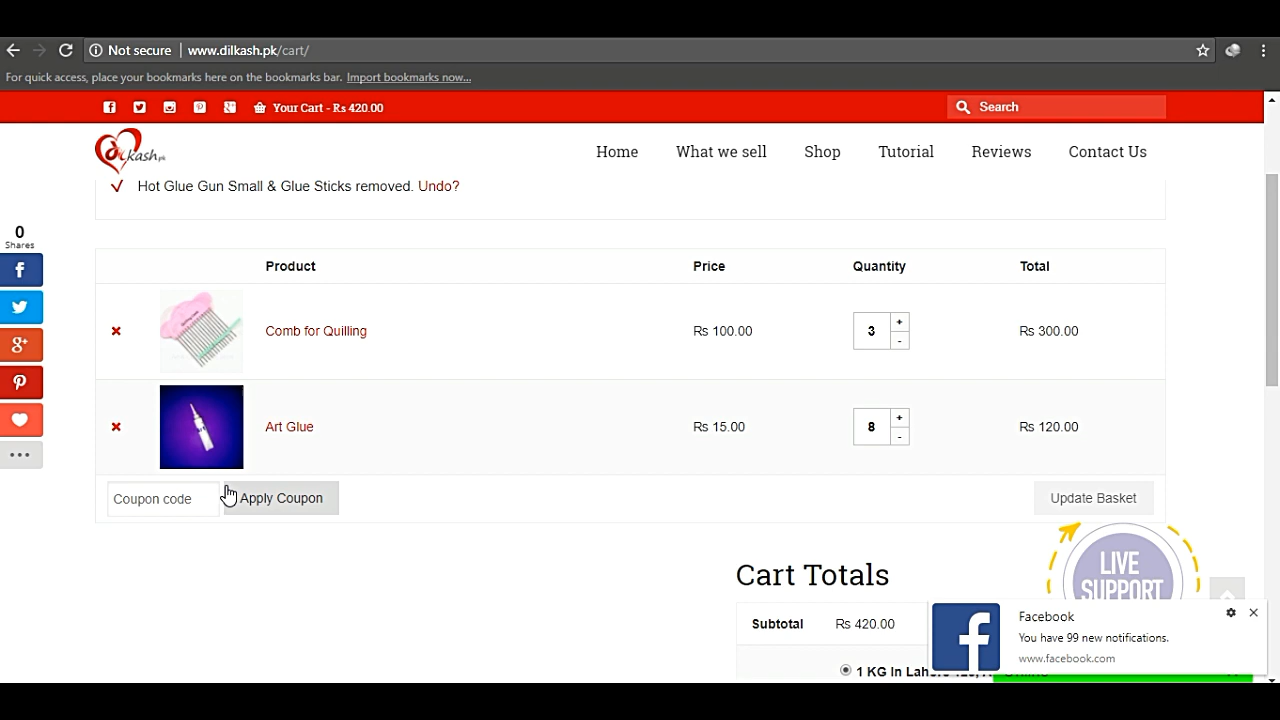 Not secure | www.dilkash.pk/cart/
For quick access, place your bookmarks here on the bookmarks bar. Import bookmarks now...
Your Cart - Rs 420.00
Search
dilkash.pk
Home What we sell Shop Tutorial Reviews Contact Us
Hot Glue Gun Small & Glue Sticks removed. Undo?
0
Shares
Product Price Quantity Total
Comb for Quilling Rs 100.00 3 + - Rs 300.00
Art Glue Rs 15.00 8 + - Rs 120.00
Coupon code Apply Coupon Update Basket
LIVE
SUPPORT
Cart Totals
Subtotal Rs 420.00
Facebook
You have 99 new notifications.
www.facebook.com
1 KG In